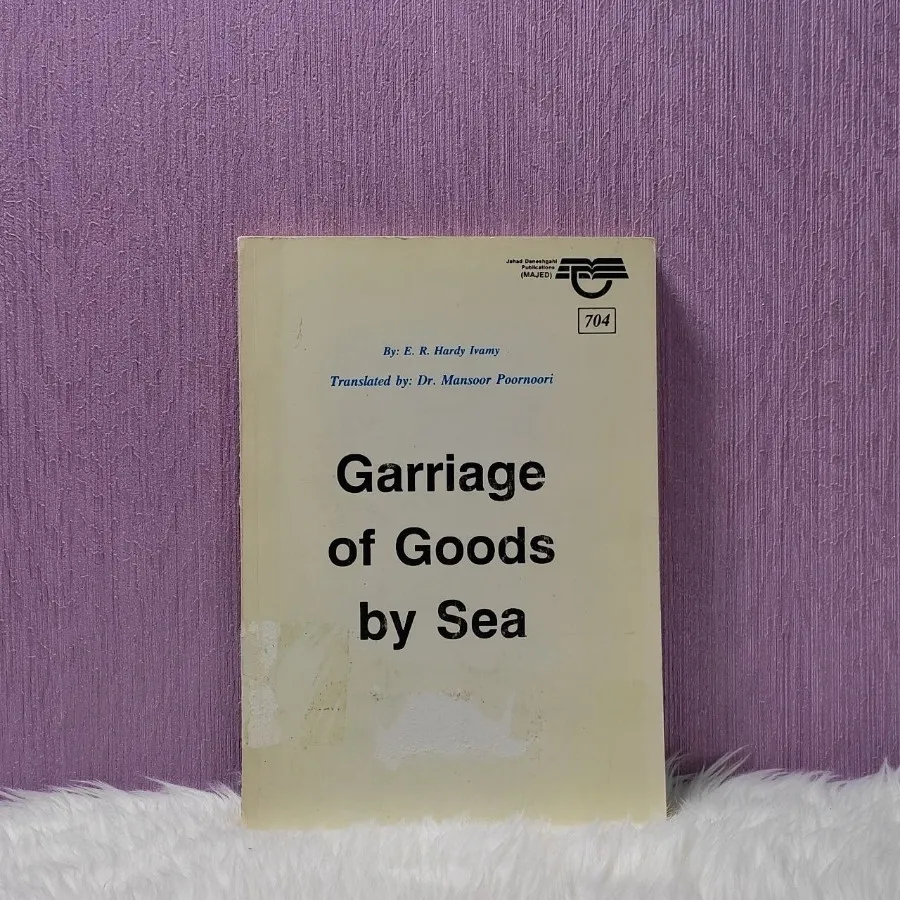 Jahad Daneshgahi
Publications
(MAJED)
704
By: E. R. Hardy Ivamy
Translated by: Dr. Mansoor Poornoori
Garriage
of Goods
by Sea